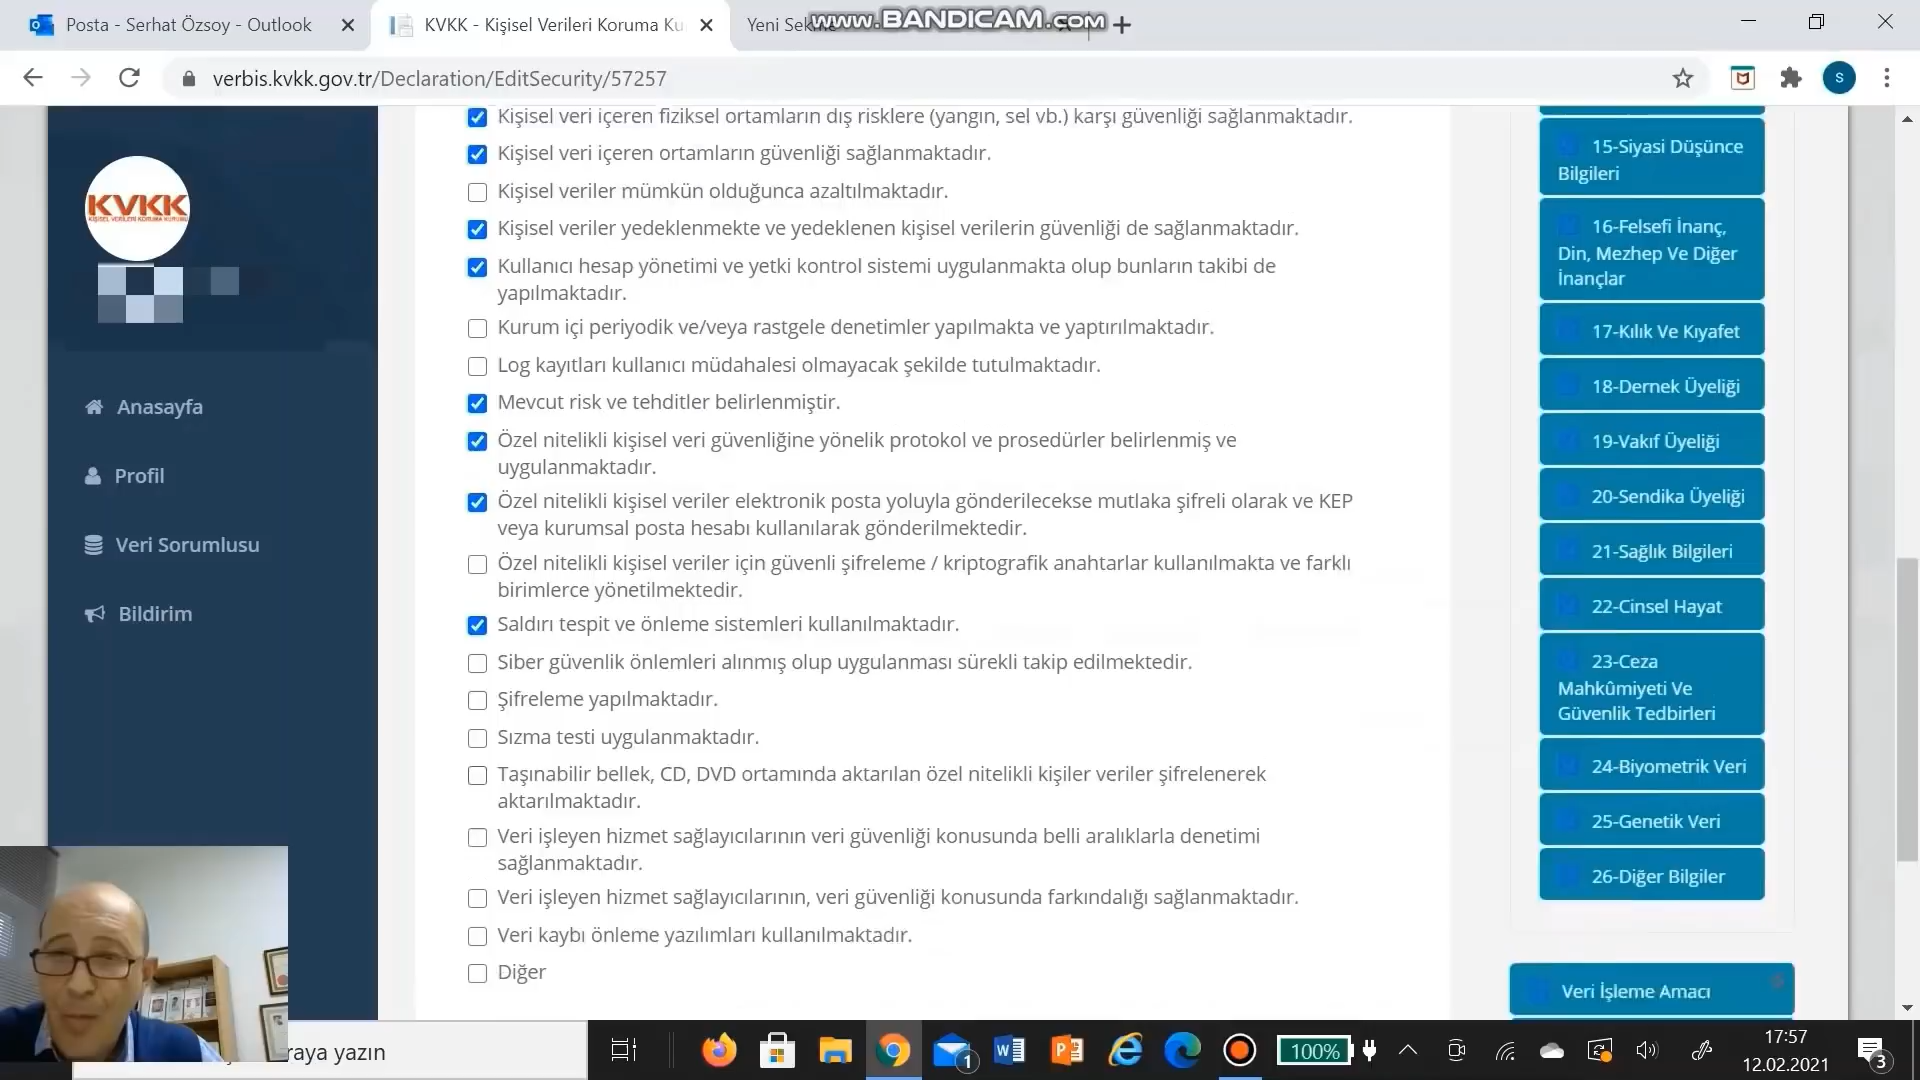 Posta - Serhat Özsoy - Outlook
KVKK - Kişisel Verileri Koruma Ku
Yeni Sekme
www.BANDICAM.com
verbis.kvkk.gov.tr/Declaration/EditSecurity/57257
KVKK
KİŞİSEL VERİLERİ KORUMA KURUMU
Anasayfa
Profil
Veri Sorumlusu
Bildirim
Kişisel veri içeren fiziksel ortamların dış risklere (yangın, sel vb.) karşı güvenliği sağlanmaktadır.
Kişisel veri içeren ortamların güvenliği sağlanmaktadır.
Kişisel veriler mümkün olduğunca azaltılmaktadır.
Kişisel veriler yedeklenmekte ve yedeklenen kişisel verilerin güvenliği de sağlanmaktadır.
Kullanıcı hesap yönetimi ve yetki kontrol sistemi uygulanmakta olup bunların takibi de
yapılmaktadır.
Kurum içi periyodik ve/veya rastgele denetimler yapılmakta ve yaptırılmaktadır.
Log kayıtları kullanıcı müdahalesi olmayacak şekilde tutulmaktadır.
Mevcut risk ve tehditler belirlenmiştir.
Özel nitelikli kişisel veri güvenliğine yönelik protokol ve prosedürler belirlenmiş ve
uygulanmaktadır.
Özel nitelikli kişisel veriler elektronik posta yoluyla gönderilecekse mutlaka şifreli olarak ve KEP
veya kurumsal posta hesabı kullanılarak gönderilmektedir.
Özel nitelikli kişisel veriler için güvenli şifreleme / kriptografik anahtarlar kullanılmakta ve farklı
birimlerce yönetilmektedir.
Saldırı tespit ve önleme sistemleri kullanılmaktadır.
Siber güvenlik önlemleri alınmış olup uygulanması sürekli takip edilmektedir.
Şifreleme yapılmaktadır.
Sızma testi uygulanmaktadır.
Taşınabilir bellek, CD, DVD ortamında aktarılan özel nitelikli kişiler veriler şifrelenerek
aktarılmaktadır.
Veri işleyen hizmet sağlayıcılarının veri güvenliği konusunda belli aralıklarla denetimi
sağlanmaktadır.
Veri işleyen hizmet sağlayıcılarının, veri güvenliği konusunda farkındalığı sağlanmaktadır.
Veri kaybı önleme yazılımları kullanılmaktadır.
Diğer
15-Siyasi Düşünce
Bilgileri
16-Felsefi İnanç,
Din, Mezhep Ve Diğer
İnançlar
17-Kılık Ve Kıyafet
18-Dernek Üyeliği
19-Vakıf Üyeliği
20-Sendika Üyeliği
21-Sağlık Bilgileri
22-Cinsel Hayat
23-Ceza
Mahkûmiyeti Ve
Güvenlik Tedbirleri
24-Biyometrik Veri
25-Genetik Veri
26-Diğer Bilgiler
Veri İşleme Amacı
raya yazın
1
100%
17:57
12.02.2021
3
S